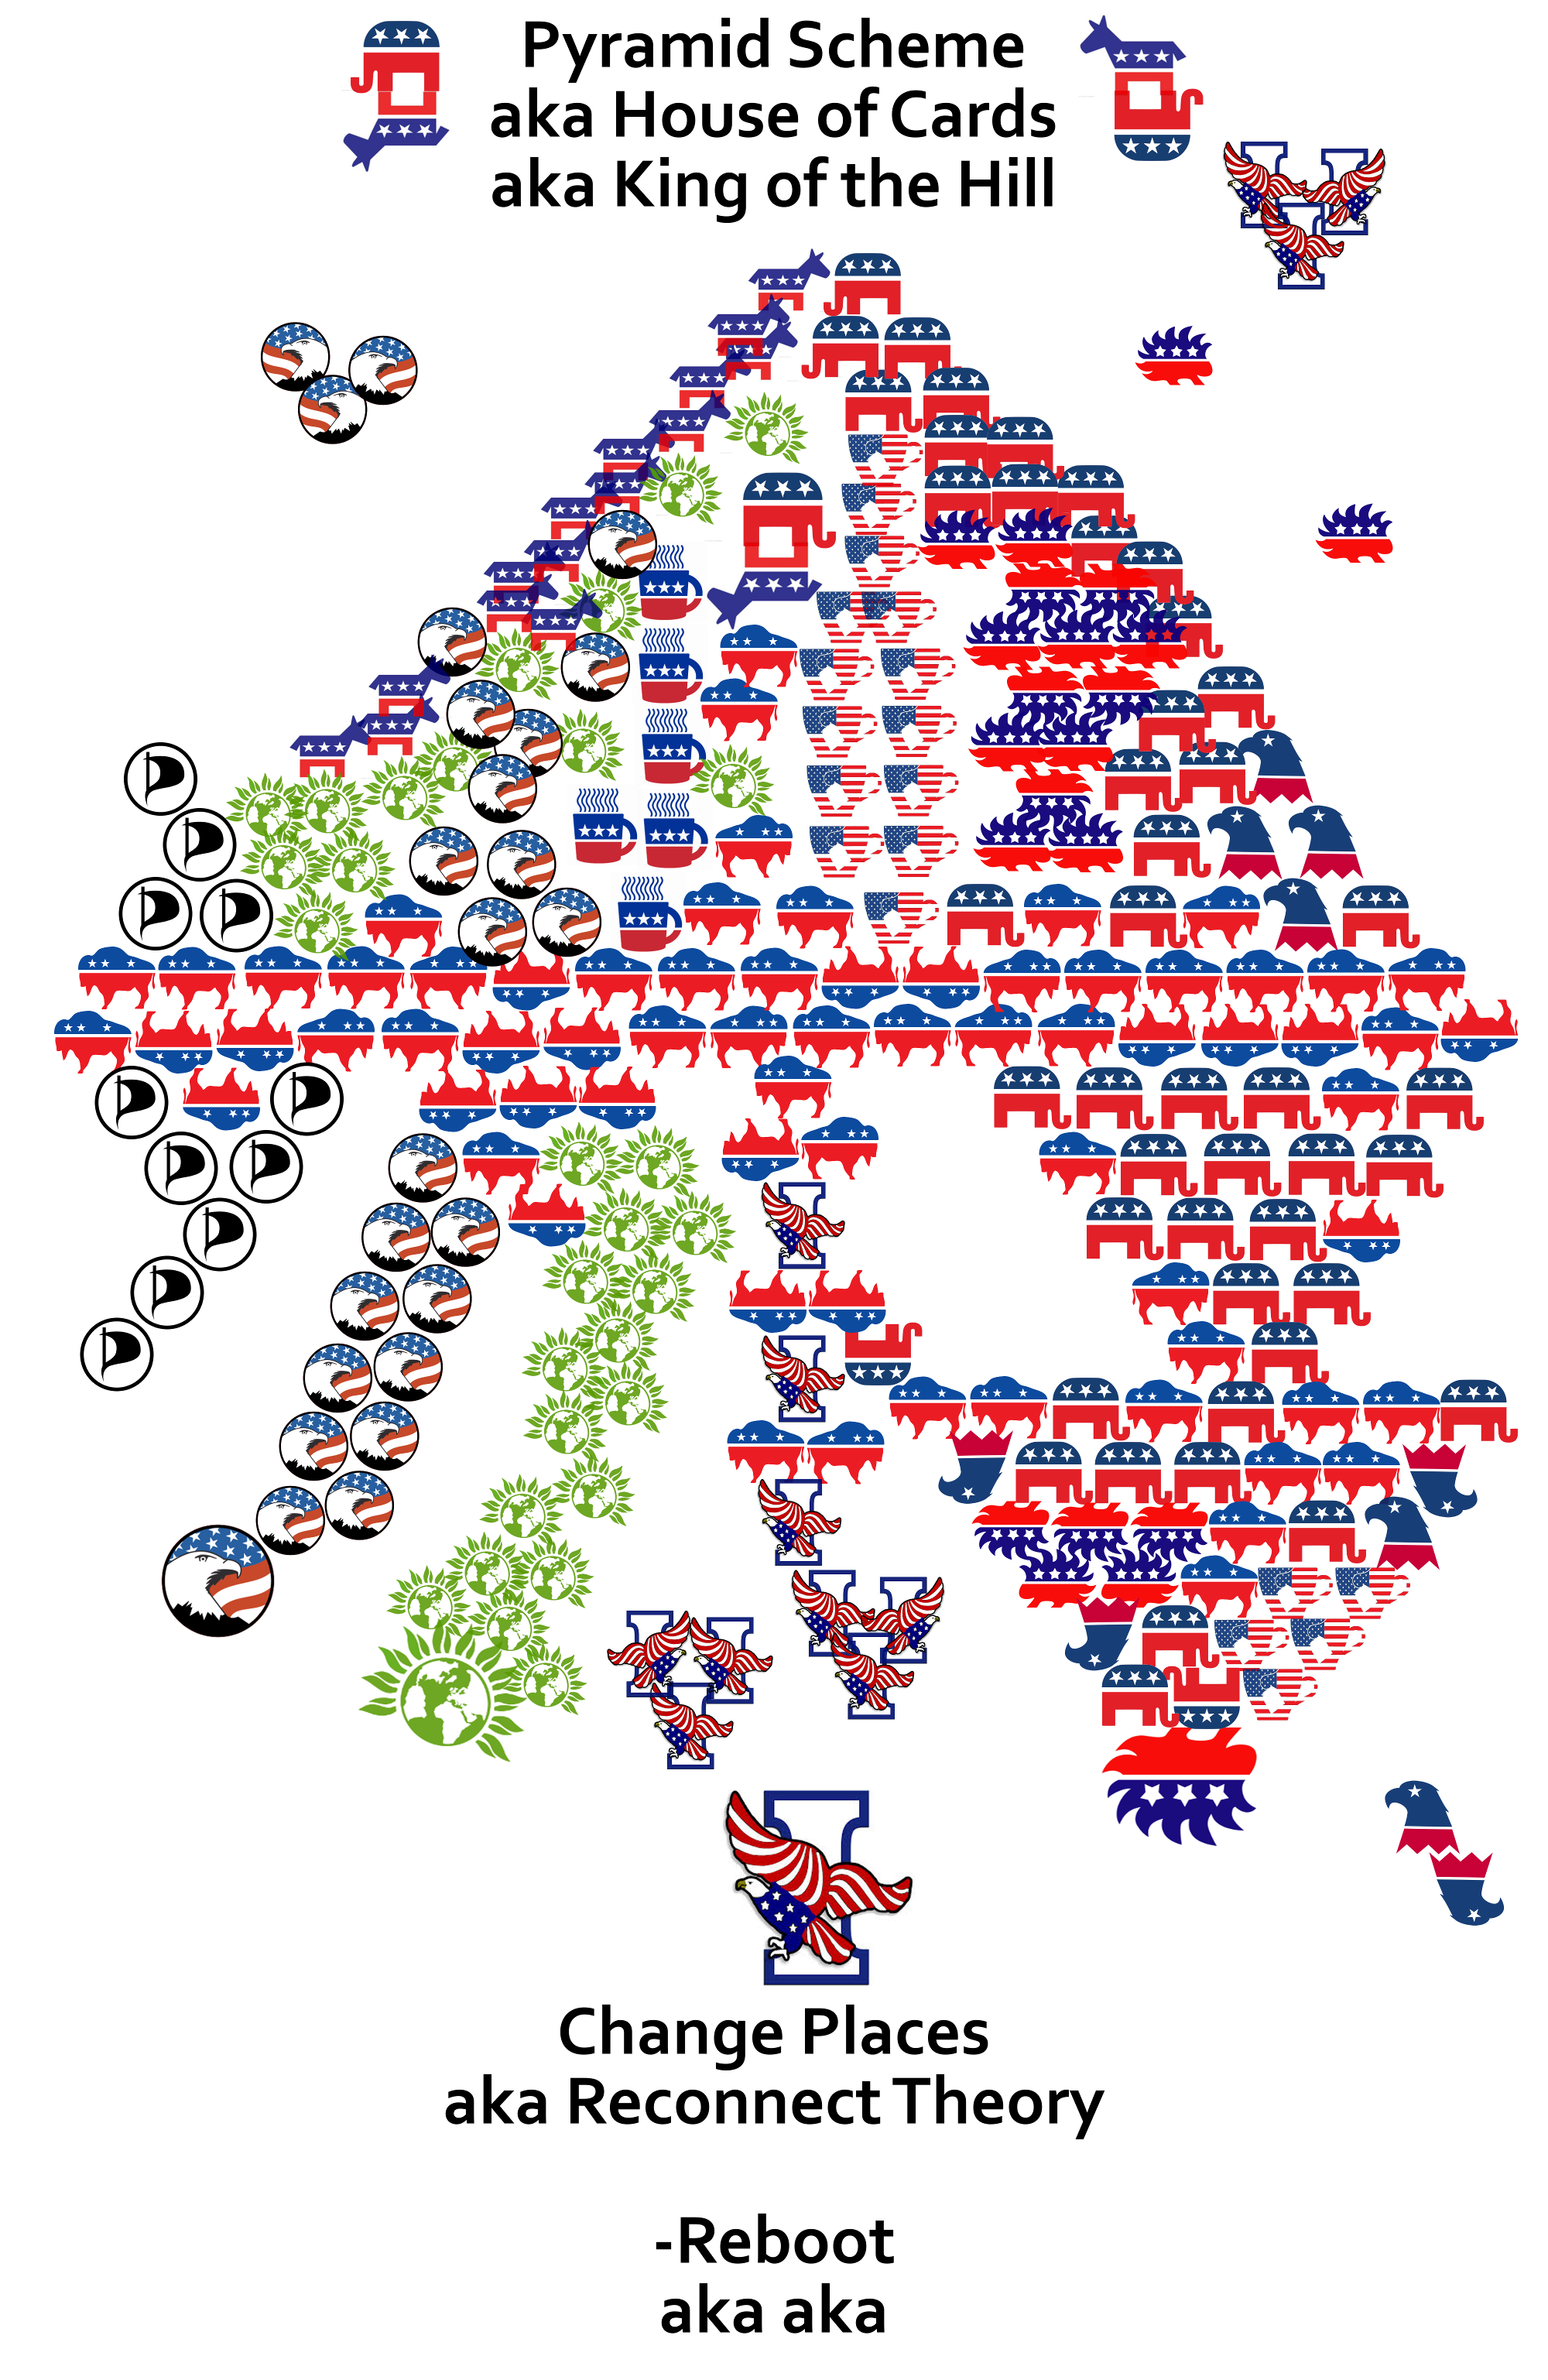 Pyramid Scheme
aka House of Cards
aka King of the Hill
Change Places
aka Reconnect Theory
-Reboot
aka aka